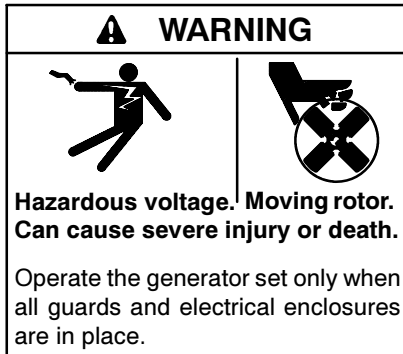 WARNING
Hazardous voltage. Moving rotor.
Can cause severe injury or death.
Operate the generator set only when
all guards and electrical enclosures
are in place.